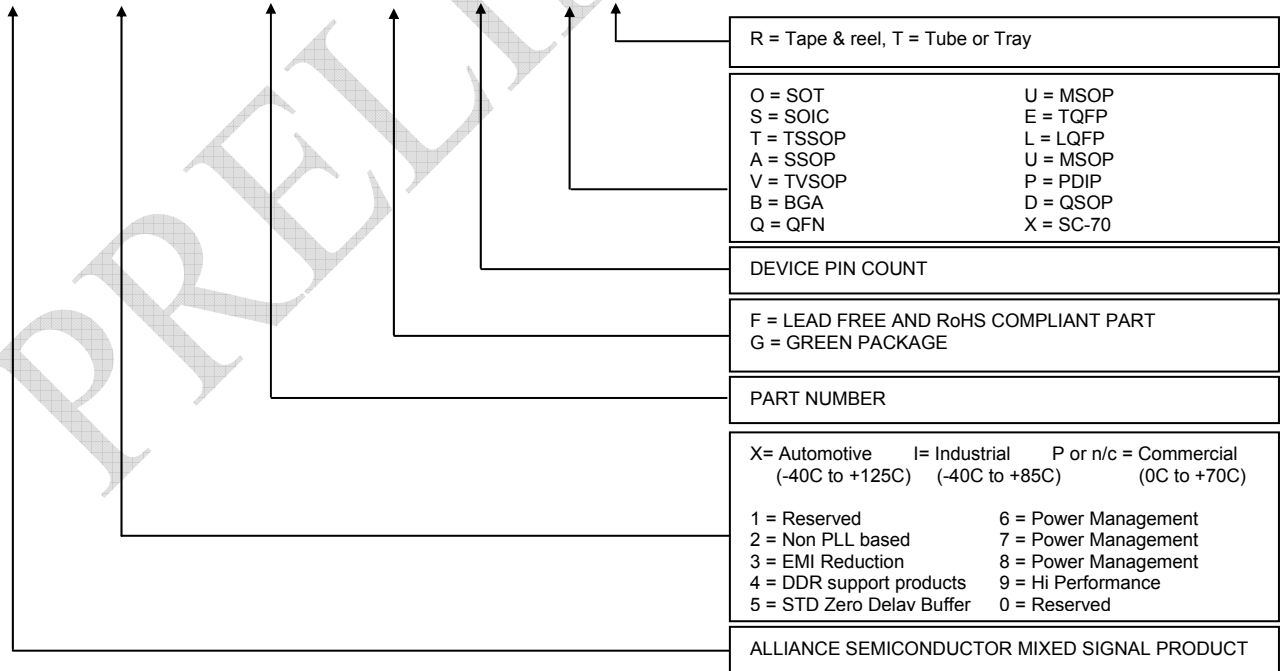 R = Tape & reel, T = Tube or Tray
O = SOT U = MSOP
S = SOIC E = TQFP
T = TSSOP L = LQFP
A = SSOP U = MSOP
V = TVSOP P = PDIP
B = BGA D = QSOP
Q = QFN X = SC-70
DEVICE PIN COUNT
F = LEAD FREE AND RoHS COMPLIANT PART
G = GREEN PACKAGE
PART NUMBER
X= Automotive I= Industrial P or n/c = Commercial
(-40C to +125C) (-40C to +85C) (0C to +70C)
1 = Reserved 6 = Power Management
2 = Non PLL based 7 = Power Management
3 = EMI Reduction 8 = Power Management
4 = DDR support products 9 = Hi Performance
5 = STD Zero Delay Buffer 0 = Reserved
ALLIANCE SEMICONDUCTOR MIXED SIGNAL PRODUCT
PRELI